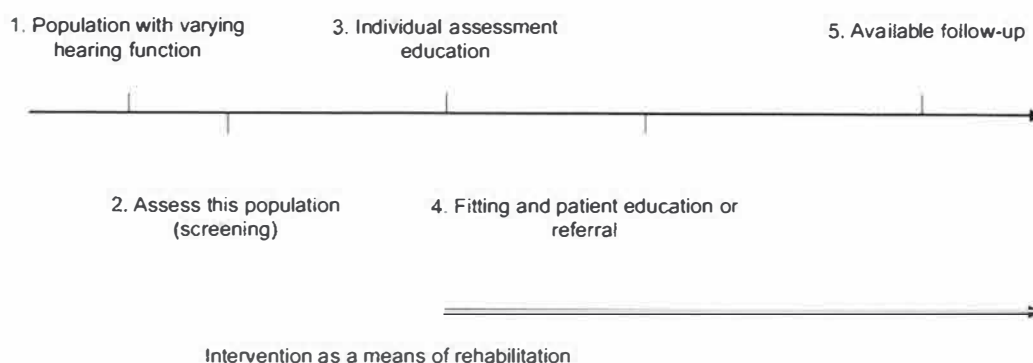 1. Population with varying
hearing function
3. Individual assessment
education
5. Available follow-up
2. Assess this population
(screening)
4. Fitting and patient education or
referral
Intervention as a means of rehabilitation